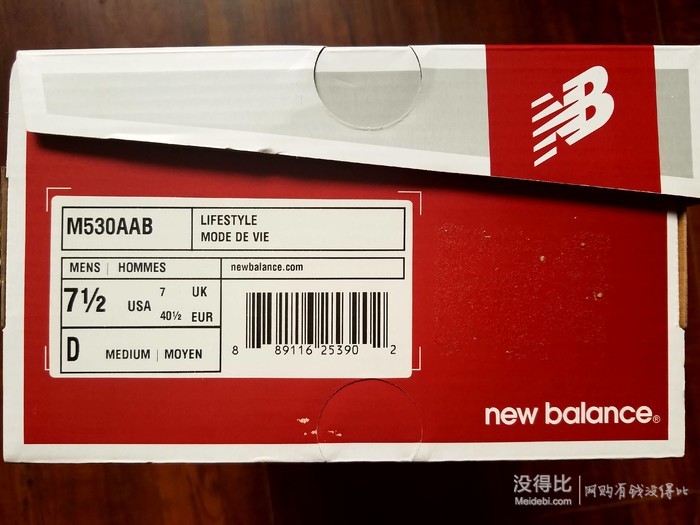 NB
M530AAB
LIFESTYLE
MODE DE VIE
MENS | HOMMES
newbalance.com
7½ USA 7 UK
40½ EUR
D MEDIUM | MOYEN
8 89116 25390 2
new balance®
没得比 | 网购有钱没得比
Meidebi.com